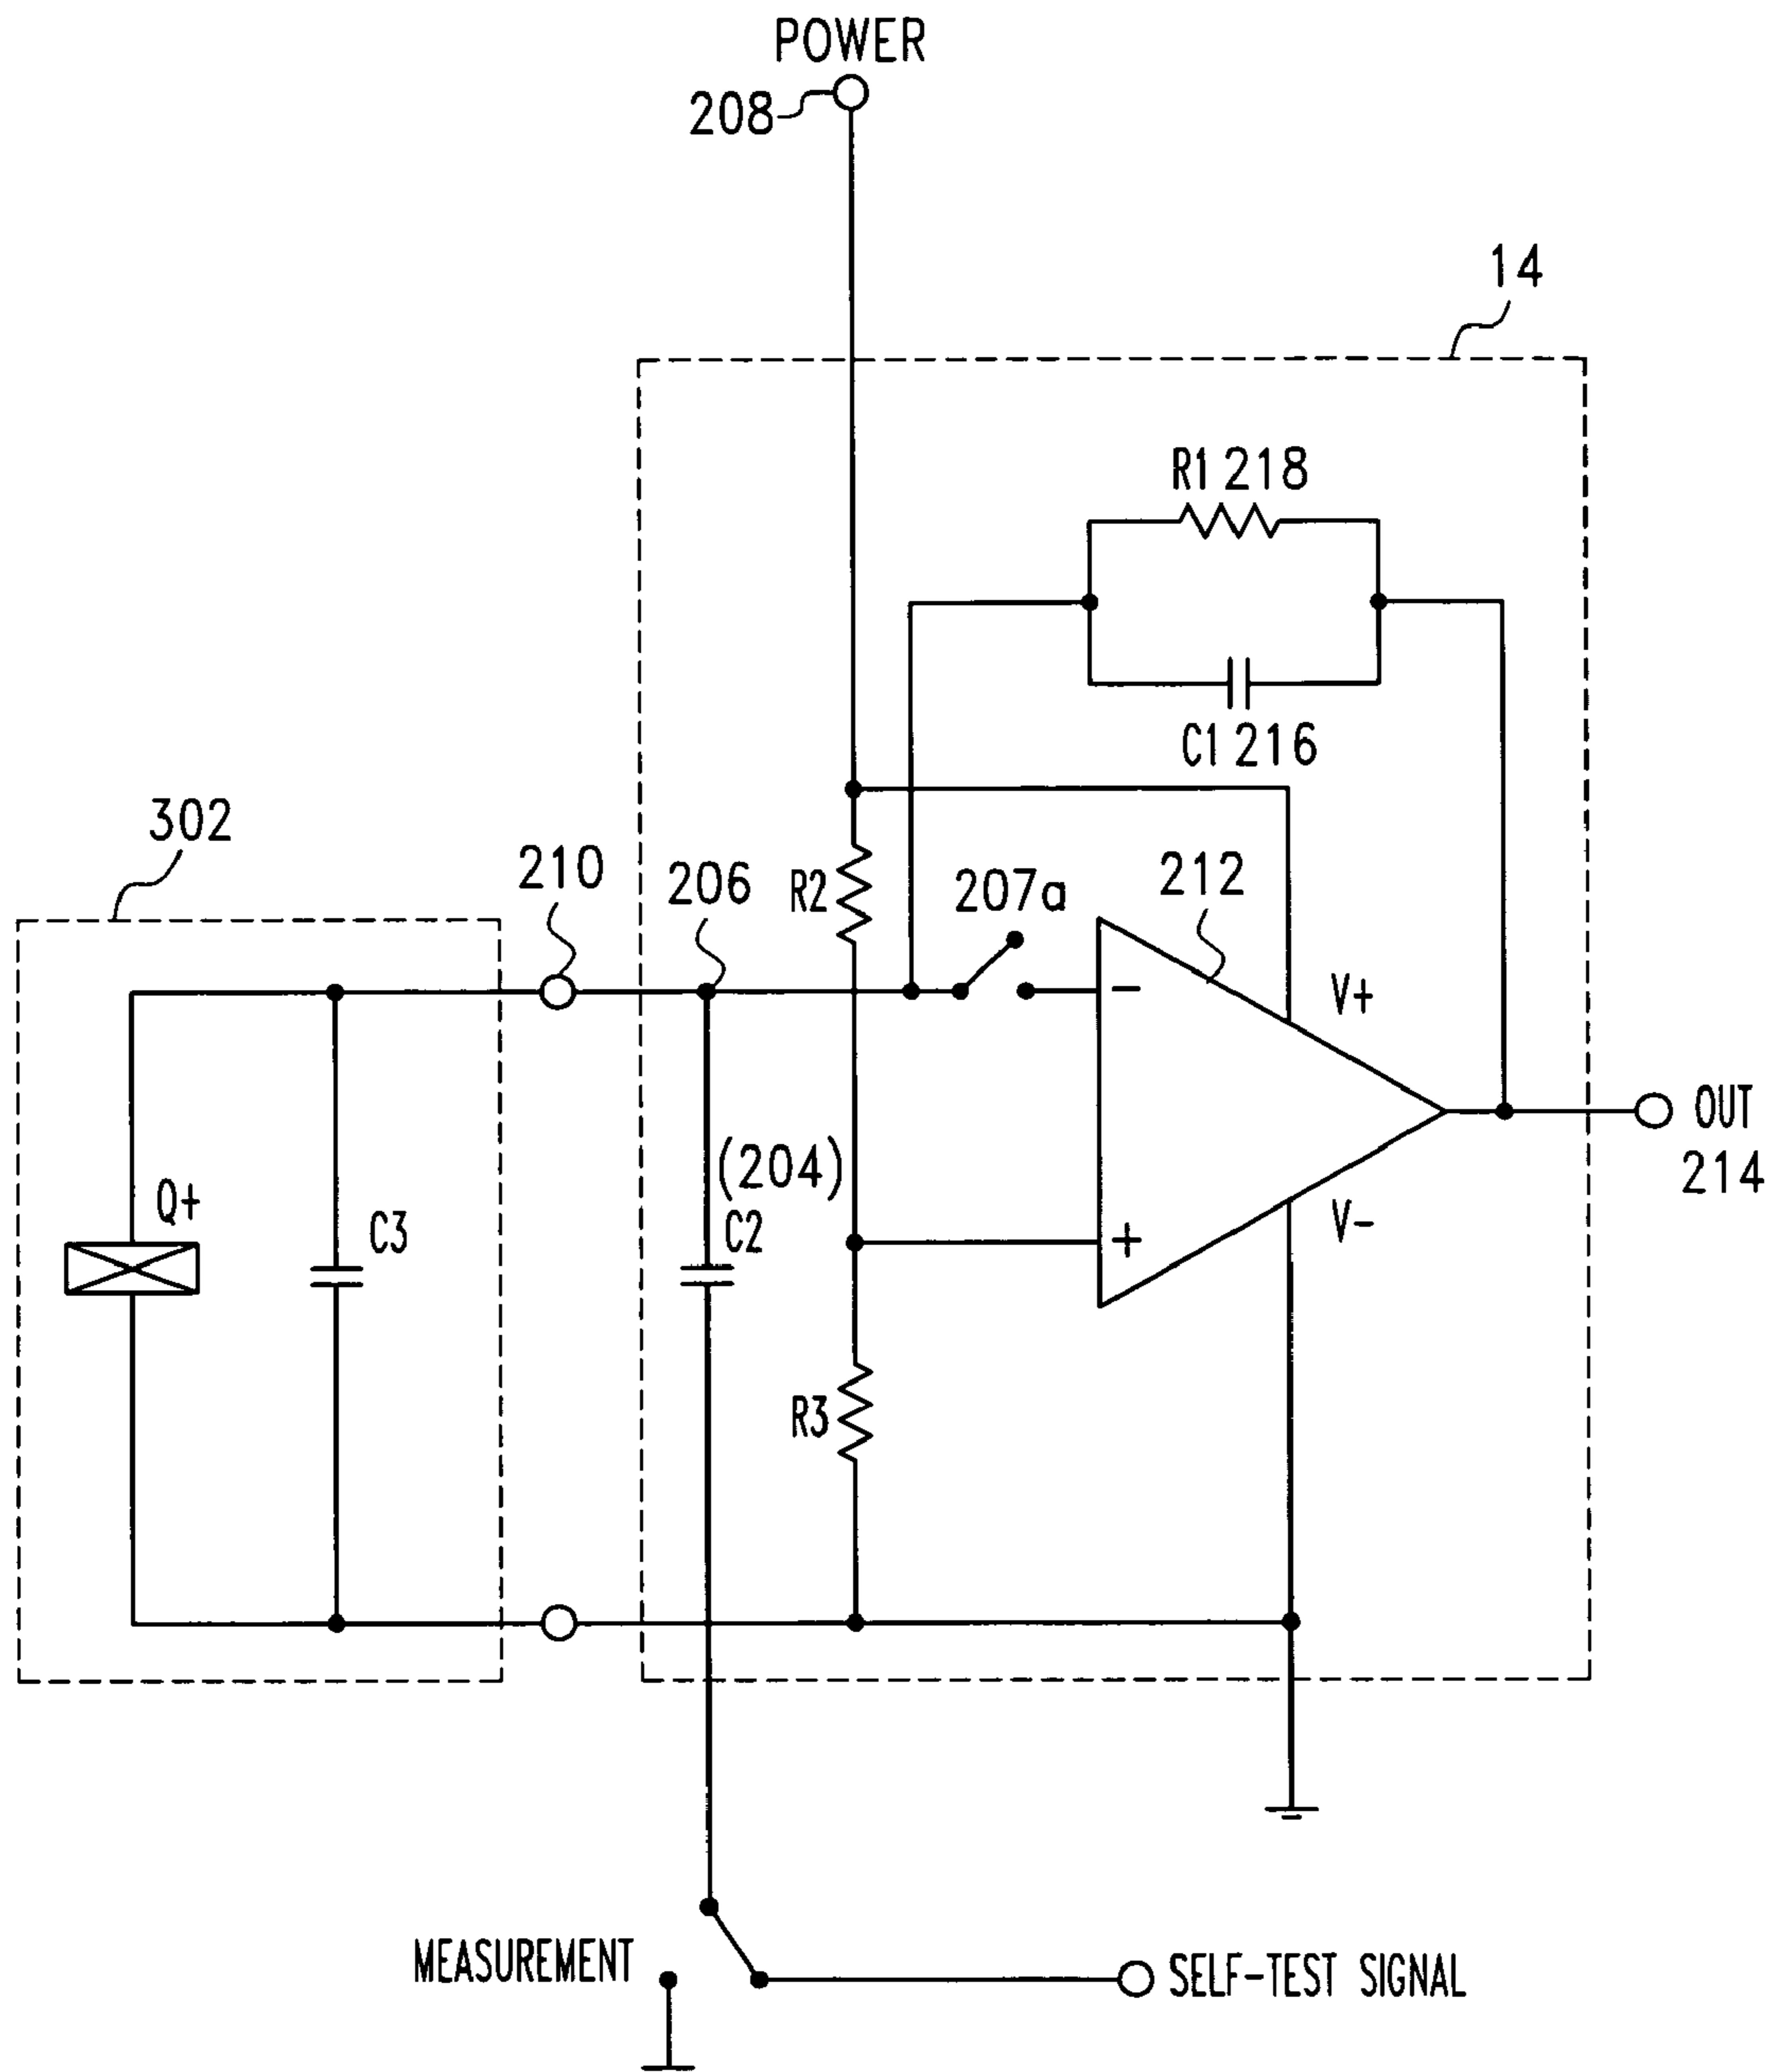 POWER
208
14
R1 218
C1 216
302
210
206
R2
207a
212
−
V+
OUT
214
(204)
Q+
C3
C2
+
V−
R3
MEASUREMENT
SELF-TEST SIGNAL